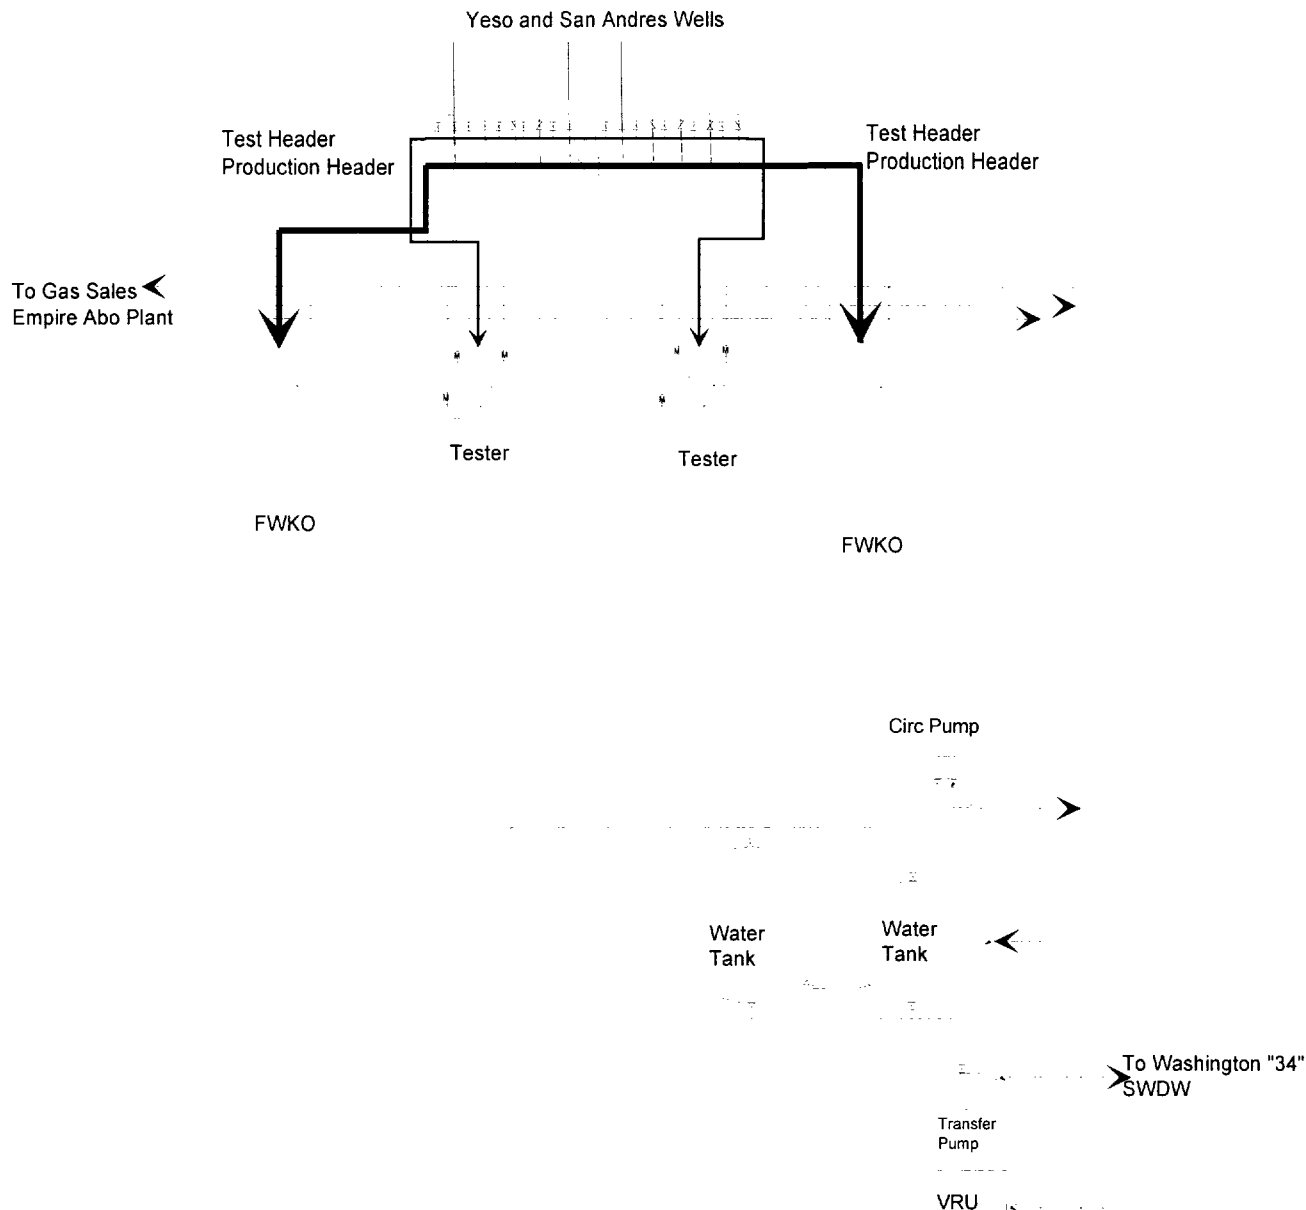 Yeso and San Andres Wells
Test Header
Production Header
Test Header
Production Header
To Gas Sales
Empire Abo Plant
M
M
M
M
M
M
Tester
Tester
FWKO
FWKO
Circ Pump
Water
Tank
Water
Tank
To Washington "34"
SWDW
Transfer
Pump
VRU